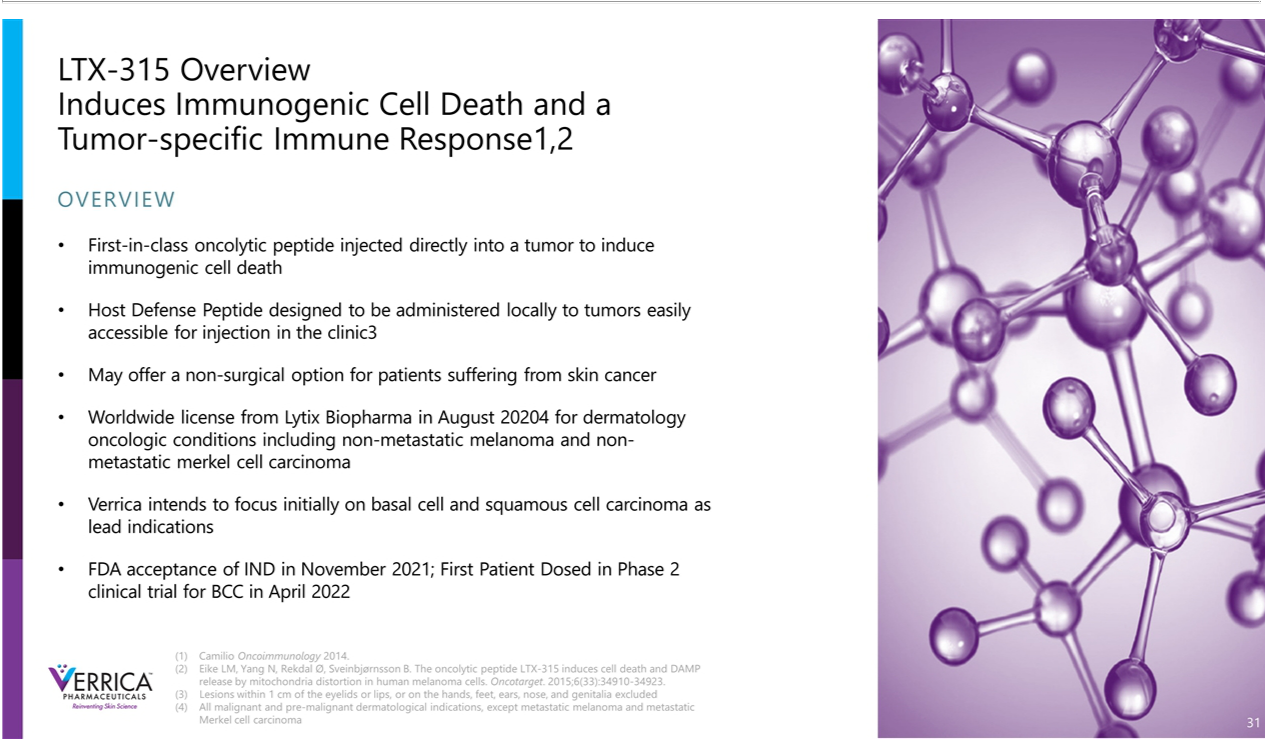 LTX-315 Overview
Induces Immunogenic Cell Death and a
Tumor-specific Immune Response1,2
OVERVIEW
• First-in-class oncolytic peptide injected directly into a tumor to induce
immunogenic cell death
• Host Defense Peptide designed to be administered locally to tumors easily
accessible for injection in the clinic3
• May offer a non-surgical option for patients suffering from skin cancer
• Worldwide license from Lytix Biopharma in August 20204 for dermatology
oncologic conditions including non-metastatic melanoma and non-
metastatic merkel cell carcinoma
• Verrica intends to focus initially on basal cell and squamous cell carcinoma as
lead indications
• FDA acceptance of IND in November 2021; First Patient Dosed in Phase 2
clinical trial for BCC in April 2022
VERRICA™
PHARMACEUTICALS
Reinventing Skin Science
(1) Camilio Oncoimmunology 2014.
(2) Eike LM, Yang N, Rekdal Ø, Sveinbjørnsson B. The oncolytic peptide LTX-315 induces cell death and DAMP
release by mitochondria distortion in human melanoma cells. Oncotarget. 2015;6(33):34910-34923.
(3) Lesions within 1 cm of the eyelids or lips, or on the hands, feet, ears, nose, and genitalia excluded
(4) All malignant and pre-malignant dermatological indications, except metastatic melanoma and metastatic
Merkel cell carcinoma
31